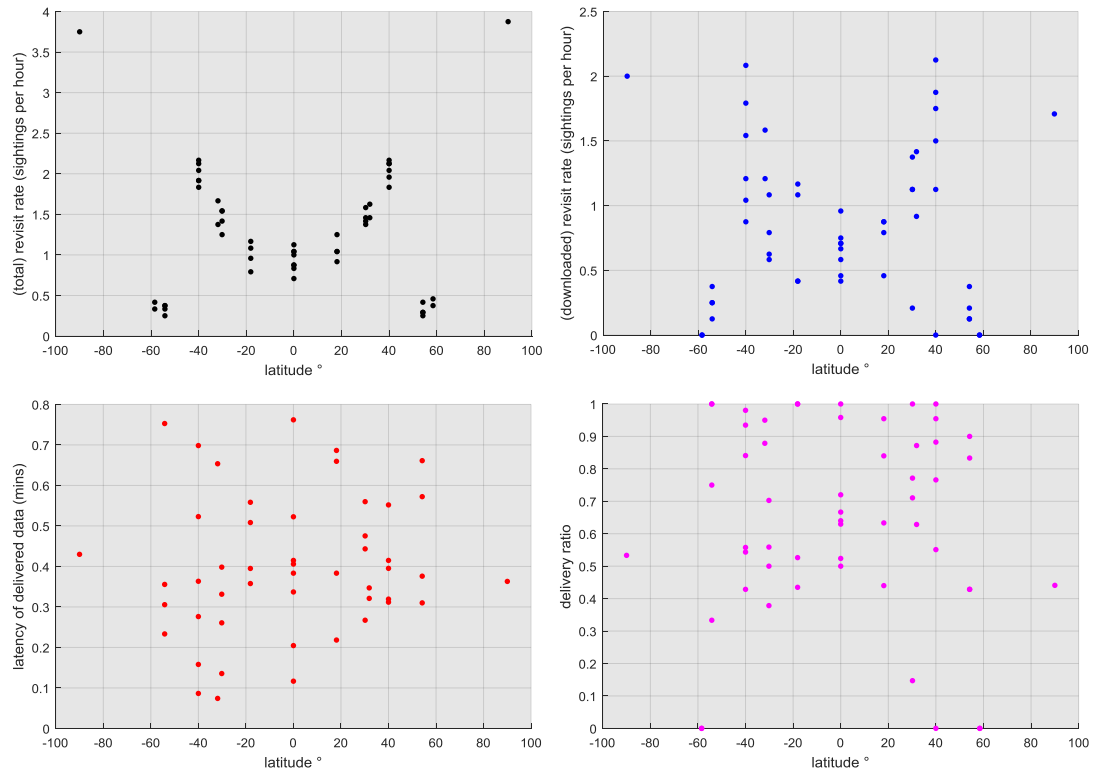 (total) revisit rate (sightings per hour)
4
3.5
3
2.5
2
1.5
1
0.5
0
-100 -80 -60 -40 -20 0 20 40 60 80 100
latitude °
(downloaded) revisit rate (sightings per hour)
2.5
2
1.5
1
0.5
0
-100 -80 -60 -40 -20 0 20 40 60 80 100
latitude °
latency of delivered data (mins)
0.8
0.7
0.6
0.5
0.4
0.3
0.2
0.1
0
-100 -80 -60 -40 -20 0 20 40 60 80 100
latitude °
delivery ratio
1
0.9
0.8
0.7
0.6
0.5
0.4
0.3
0.2
0.1
0
-100 -80 -60 -40 -20 0 20 40 60 80 100
latitude °